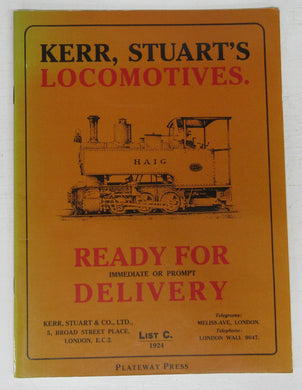 KERR, STUART'S
LOCOMOTIVES.
HAIG
READY FOR
IMMEDIATE OR PROMPT
DELIVERY
KERR, STUART & CO., LTD.,
5, BROAD STREET PLACE,
LONDON, E.C.2.
LIST C.
1924
Telegrams:
MELISS-AVE, LONDON.
Telephone:
LONDON WALL 9647.
PLATEWAY PRESS